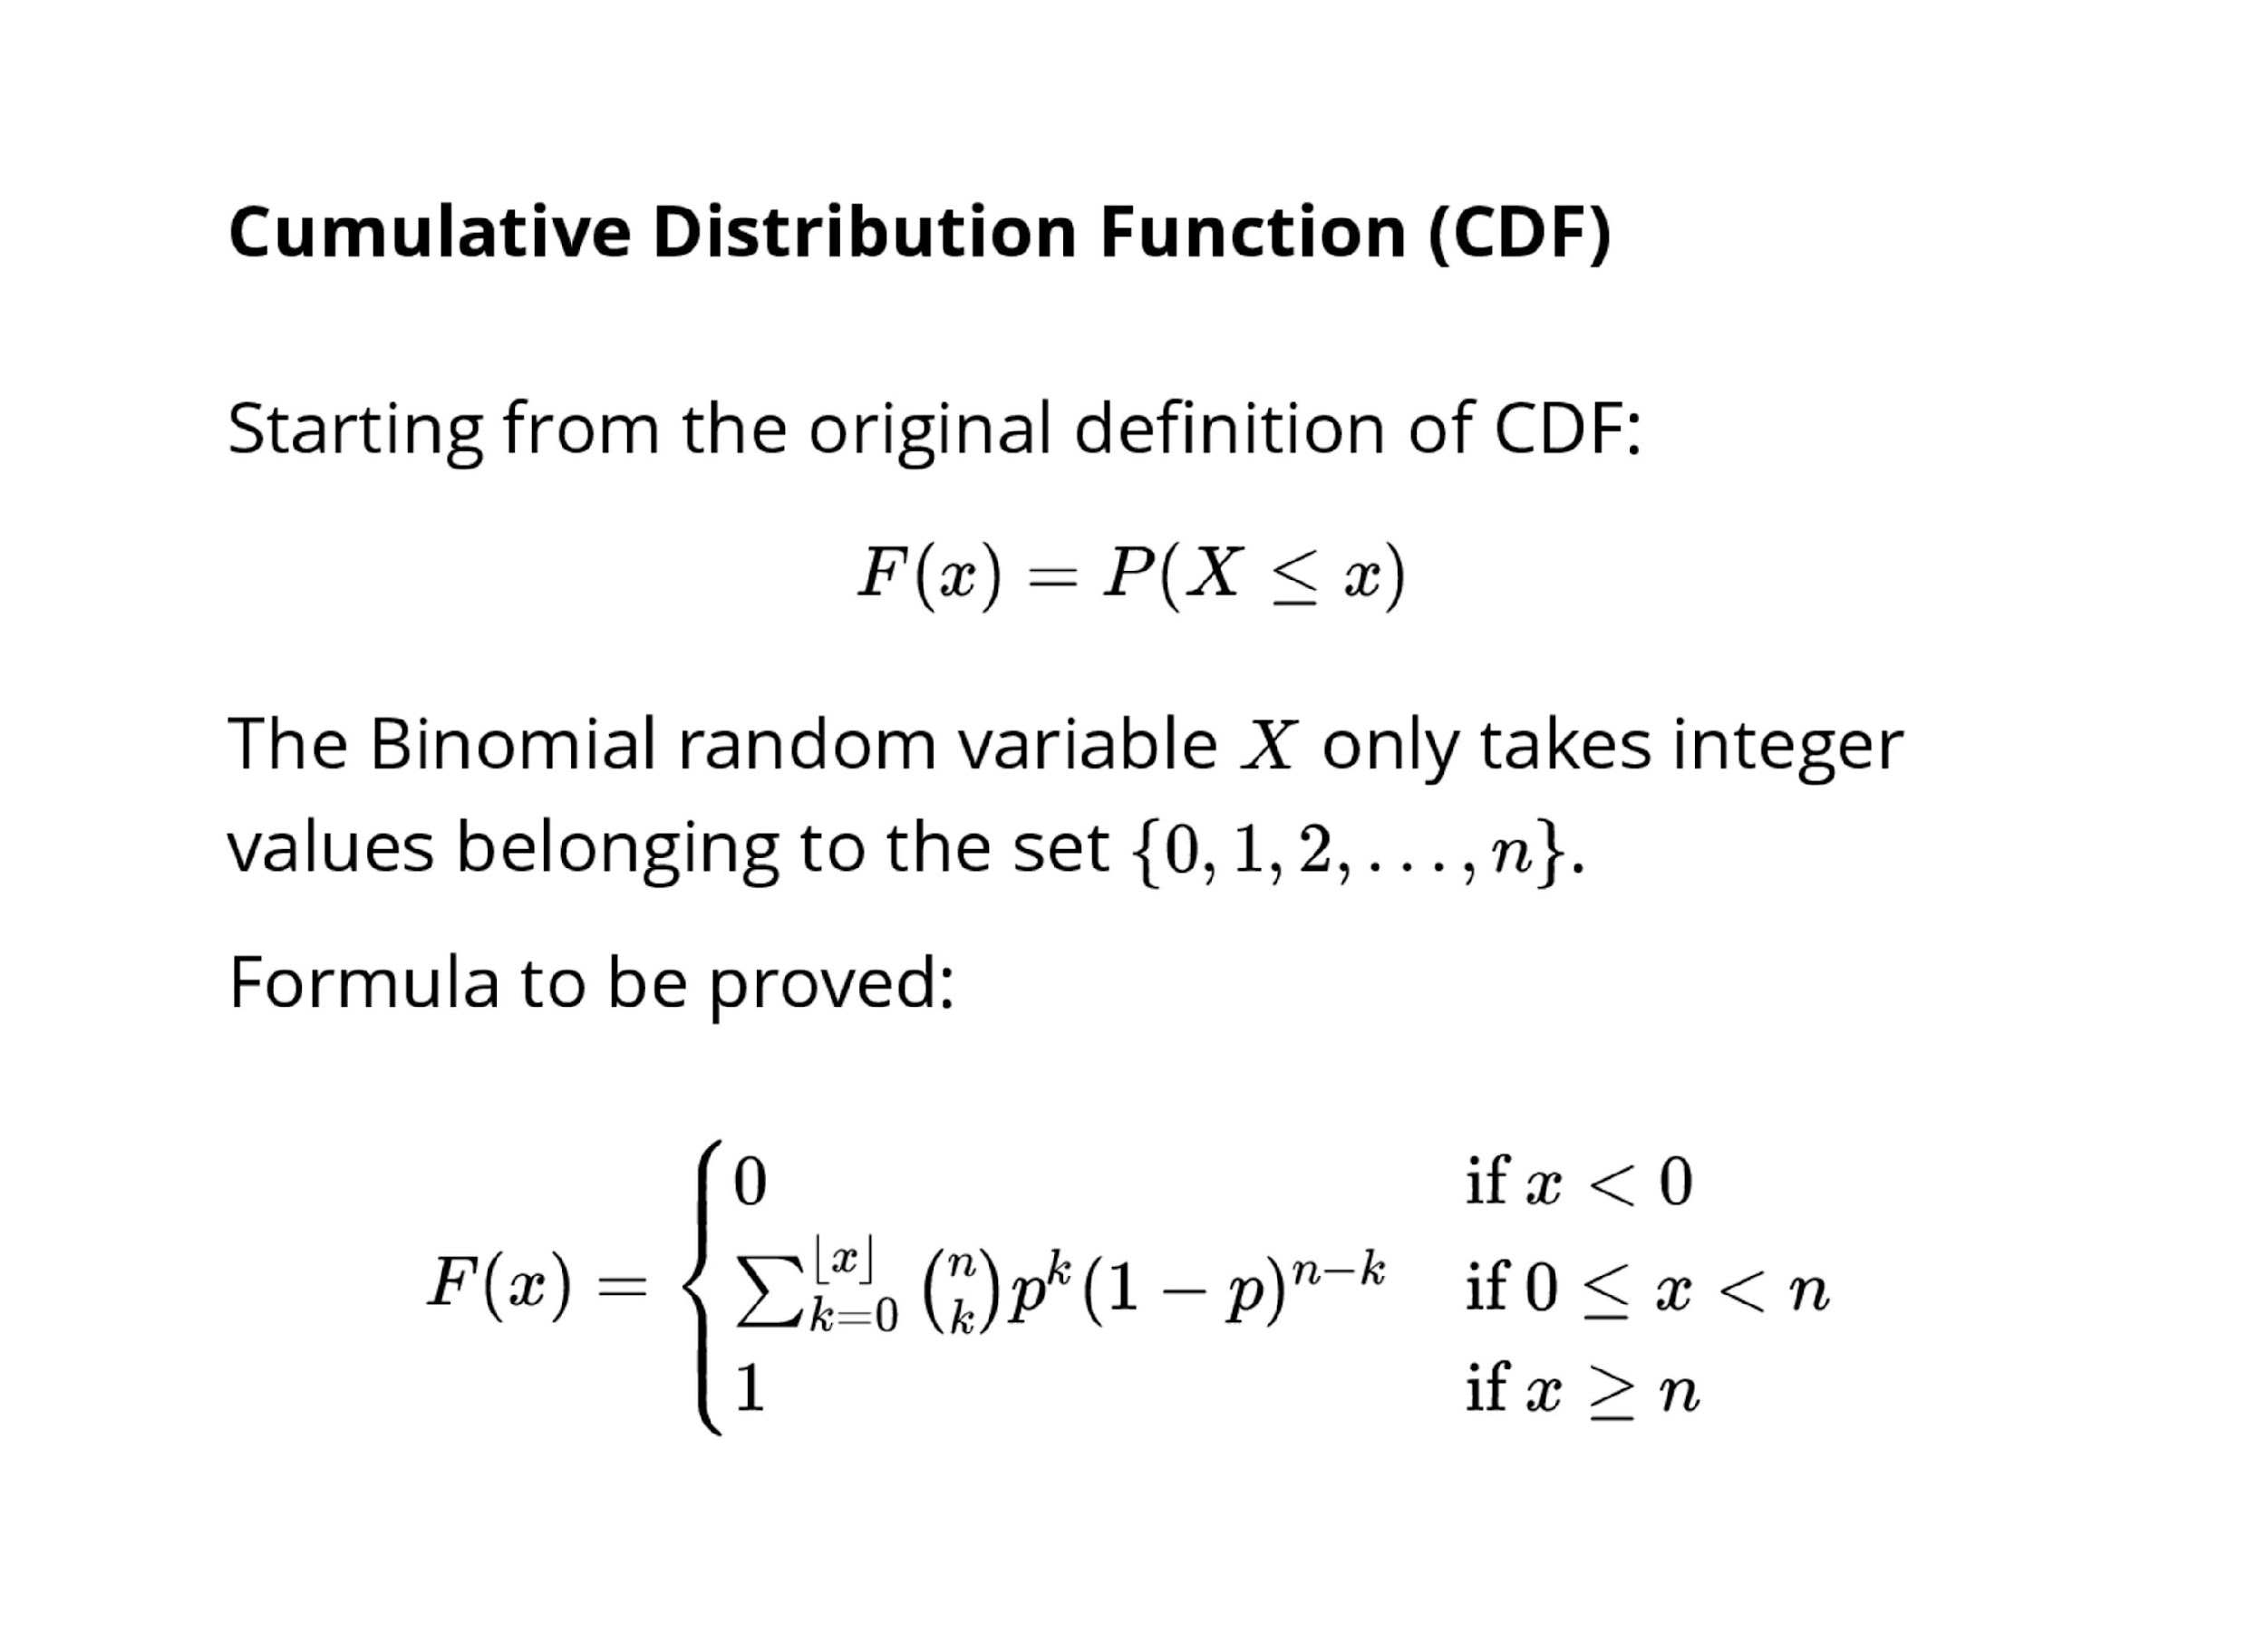 Cumulative Distribution Function (CDF)
Starting from the original definition of CDF:
F(x) = P(X ≤ x)
The Binomial random variable X only takes integer
values belonging to the set {0, 1, 2, . . . , n}.
Formula to be proved:
F(x) = { 0 if x < 0
∑_{k=0}^{⌊x⌋} \binom{n}{k} p^k (1 − p)^{n−k} if 0 ≤ x < n
1 if x ≥ n